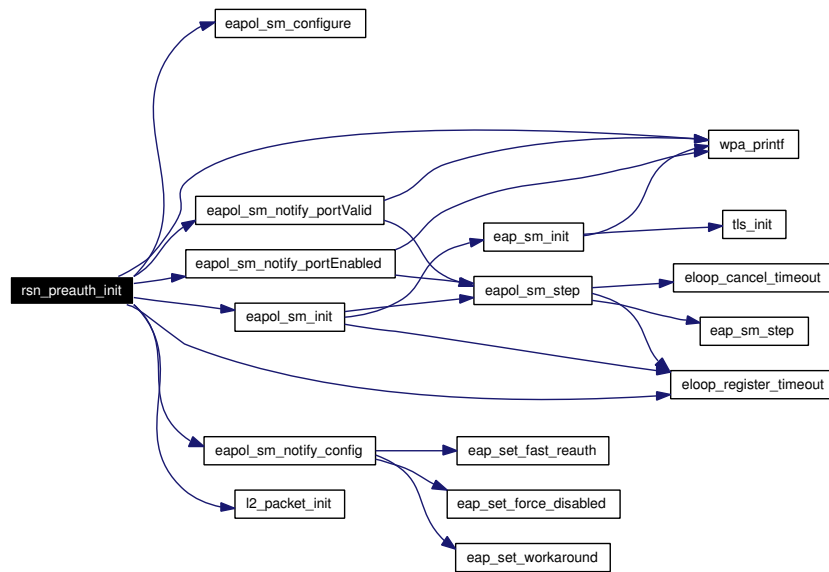 eapol_sm_configure
wpa_printf
eapol_sm_notify_portValid
tls_init
eap_sm_init
eapol_sm_notify_portEnabled
eloop_cancel_timeout
rsn_preauth_init
eapol_sm_step
eapol_sm_init
eap_sm_step
eloop_register_timeout
eapol_sm_notify_config
eap_set_fast_reauth
l2_packet_init
eap_set_force_disabled
eap_set_workaround